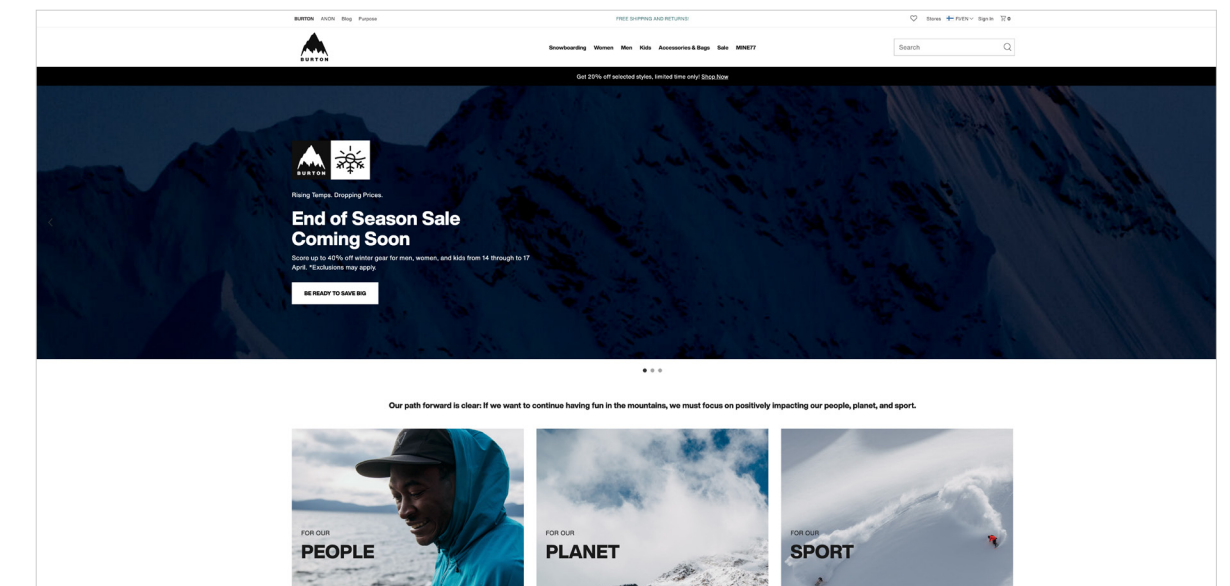 BURTON ANON Blog Purpose
FREE SHIPPING AND RETURNS!
Stores FI/EN Sign In 0
BURTON
Snowboarding Women Men Kids Accessories & Bags Sale MINE77
Search
Get 20% off selected styles, limited time only! Shop Now
BURTON
Rising Temps. Dropping Prices.
End of Season Sale
Coming Soon
Score up to 40% off winter gear for men, women, and kids from 14 through to 17
April. *Exclusions may apply.
BE READY TO SAVE BIG
Our path forward is clear: If we want to continue having fun in the mountains, we must focus on positively impacting our people, planet, and sport.
FOR OUR
PEOPLE
FOR OUR
PLANET
FOR OUR
SPORT